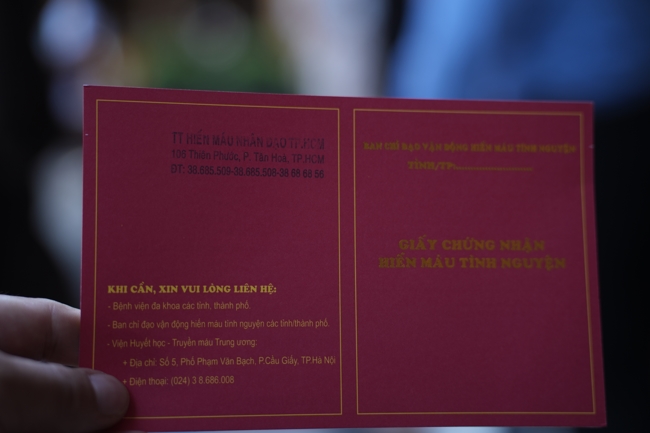 TT HIẾN MÁU NHÂN ĐẠO TP.HCM
106 Thiên Phước, P. Tân Hoà, TP.HCM
ĐT: 38.685.509-38.685.506-38 68 68 56
KHI CẦN, XIN VUI LÒNG LIÊN HỆ:
- Bệnh viện đa khoa các tỉnh, thành phố.
- Ban chỉ đạo vận động hiến máu tình nguyện các tỉnh/thành phố.
- Viện Huyết học - Truyền máu Trung ương:
+ Địa chỉ: Số 5, Phố Phạm Văn Bạch, P.Cầu Giấy, TP.Hà Nội
+ Điện thoại: (024) 3 8.686.008
BAN CHỈ ĐẠO VẬN ĐỘNG HIẾN MÁU TÌNH NGUYỆN
TỈNH/TP:....................
GIẤY CHỨNG NHẬN
HIẾN MÁU TÌNH NGUYỆN